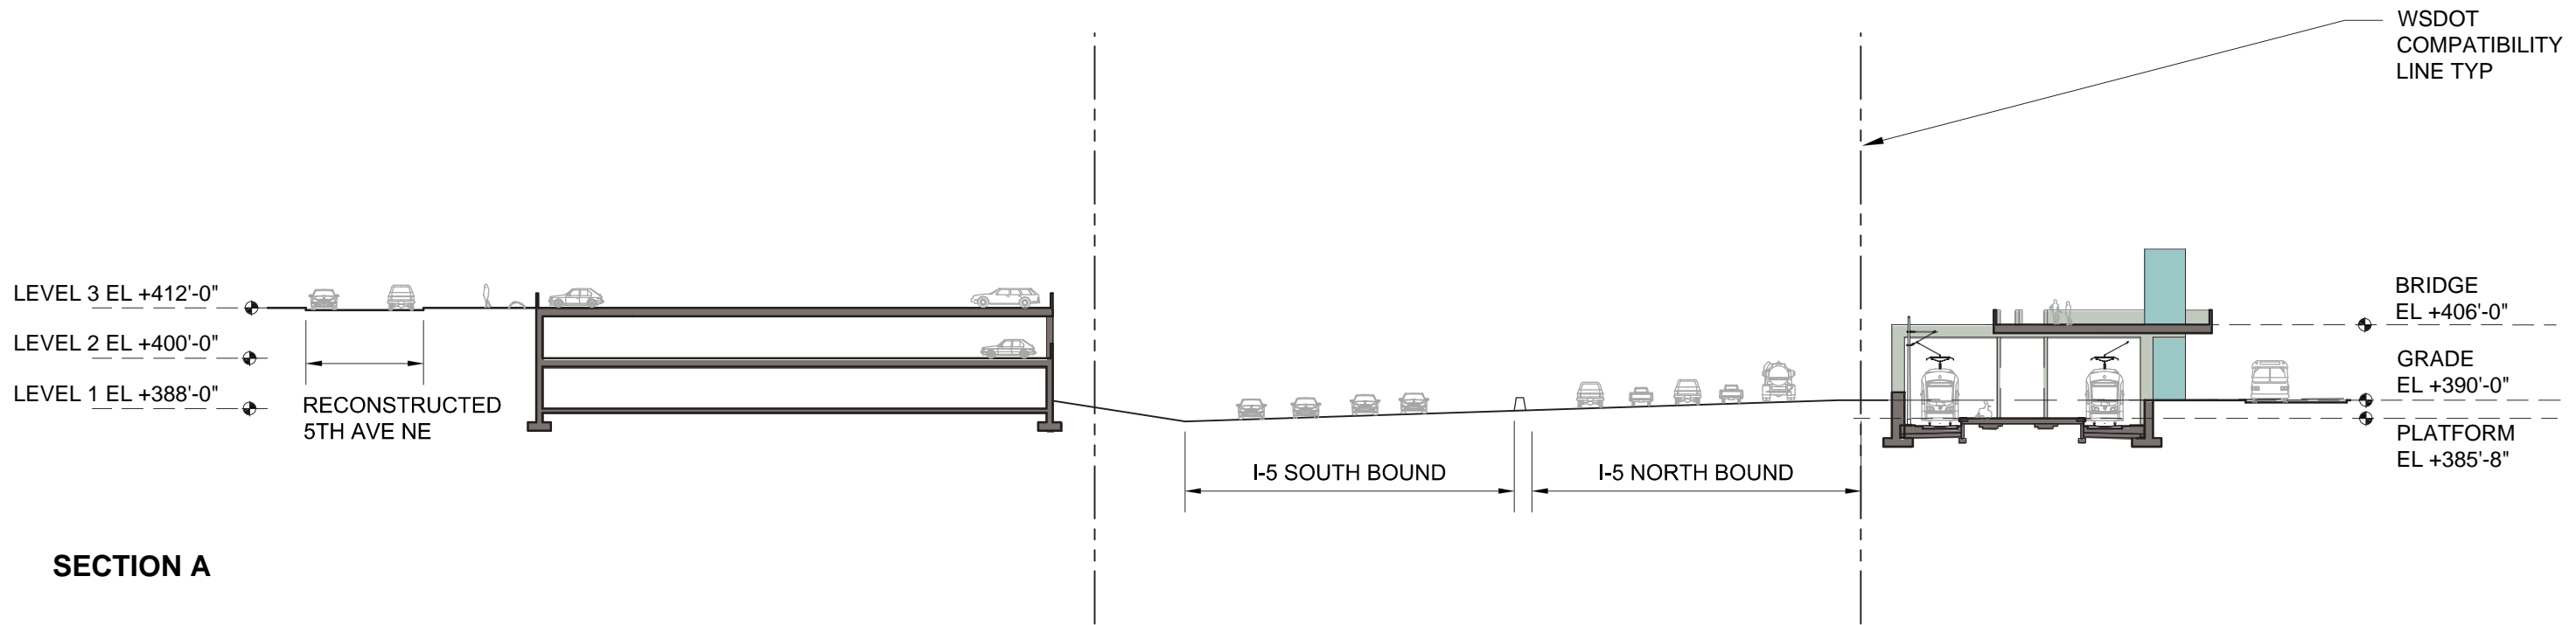 WSDOT
COMPATIBILITY
LINE TYP
LEVEL 3 EL +412'-0"
LEVEL 2 EL +400'-0"
LEVEL 1 EL +388'-0"
RECONSTRUCTED
5TH AVE NE
I-5 SOUTH BOUND
I-5 NORTH BOUND
BRIDGE
EL +406'-0"
GRADE
EL +390'-0"
PLATFORM
EL +385'-8"
SECTION A